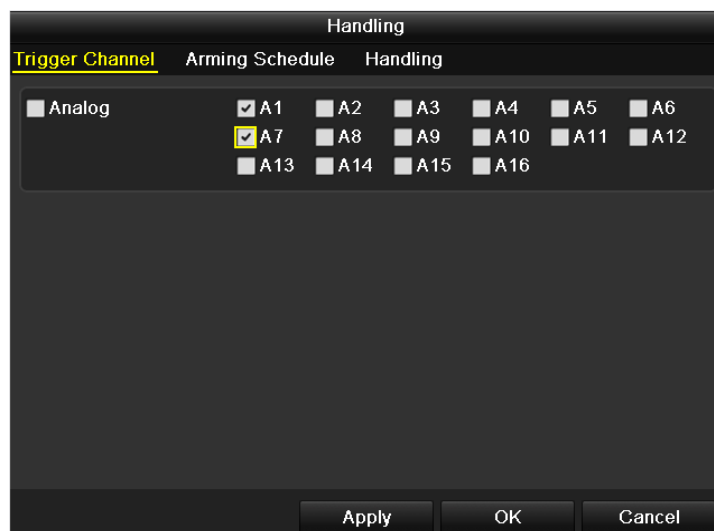 Handling
Trigger Channel Arming Schedule Handling
Analog A1 A2 A3 A4 A5 A6
A7 A8 A9 A10 A11 A12
A13 A14 A15 A16
Apply OK Cancel